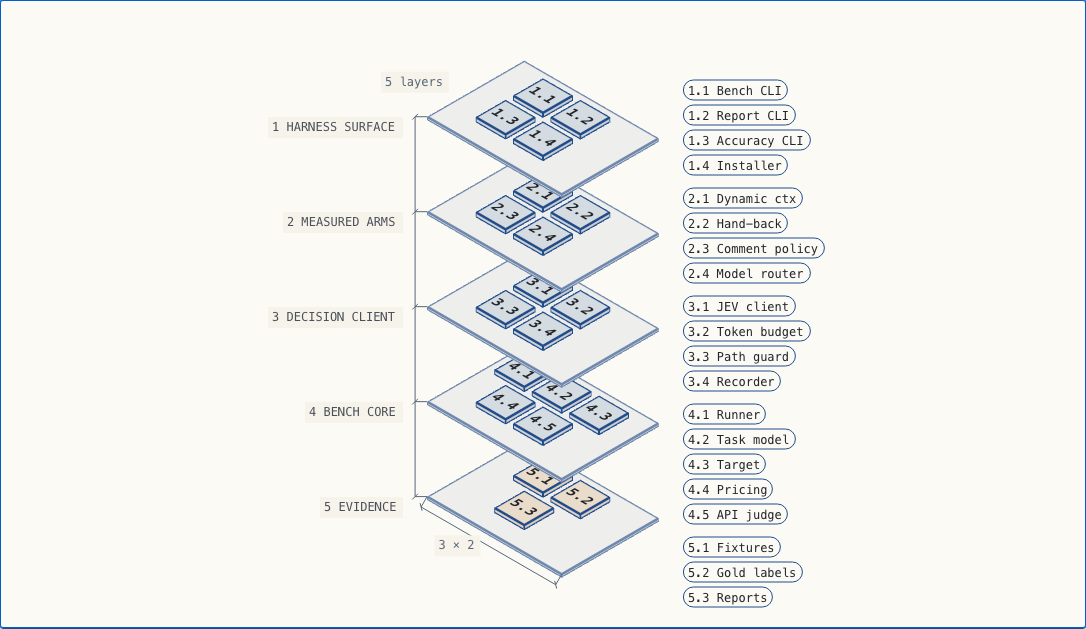 5 layers
1 HARNESS SURFACE
2 MEASURED ARMS
3 DECISION CLIENT
4 BENCH CORE
5 EVIDENCE
3 × 2
1.1
1.2
1.3
1.4
2.1
2.2
2.3
2.4
3.1
3.2
3.3
3.4
4.1
4.2
4.3
4.4
4.5
5.1
5.2
5.3
1.1 Bench CLI
1.2 Report CLI
1.3 Accuracy CLI
1.4 Installer
2.1 Dynamic ctx
2.2 Hand−back
2.3 Comment policy
2.4 Model router
3.1 JEV client
3.2 Token budget
3.3 Path guard
3.4 Recorder
4.1 Runner
4.2 Task model
4.3 Target
4.4 Pricing
4.5 API judge
5.1 Fixtures
5.2 Gold labels
5.3 Reports